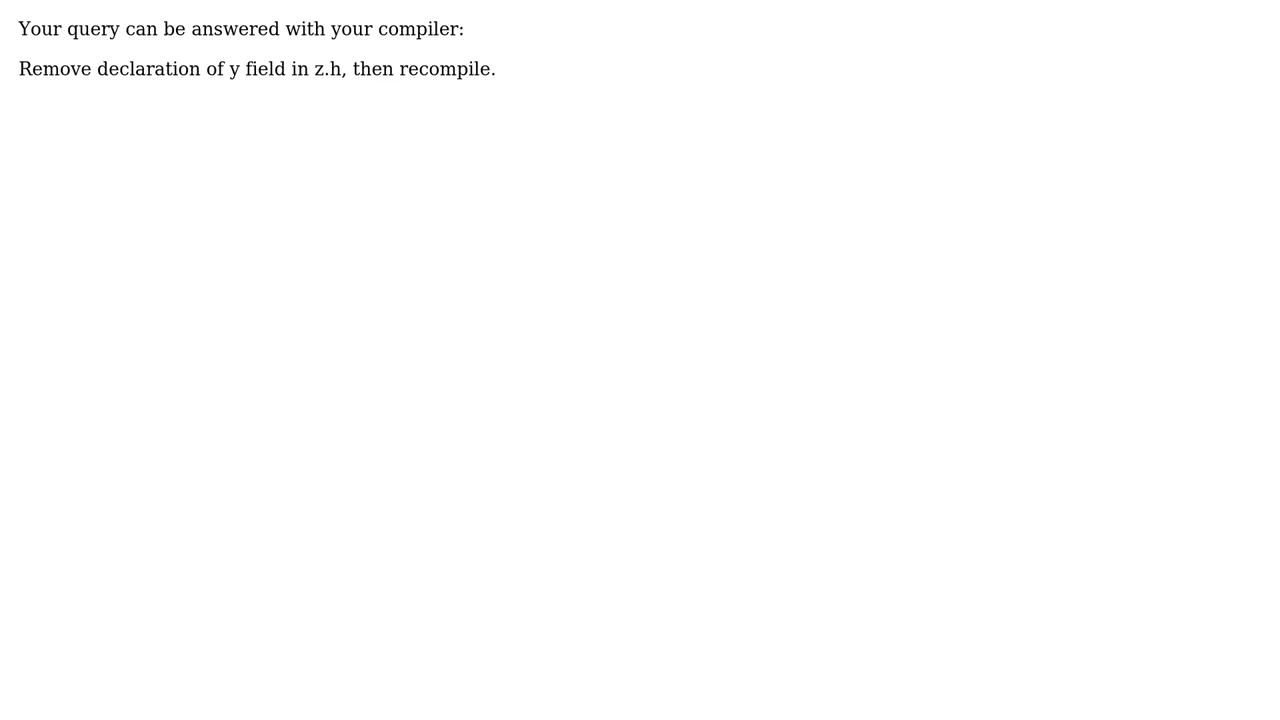 Your query can be answered with your compiler:
Remove declaration of y field in z.h, then recompile.